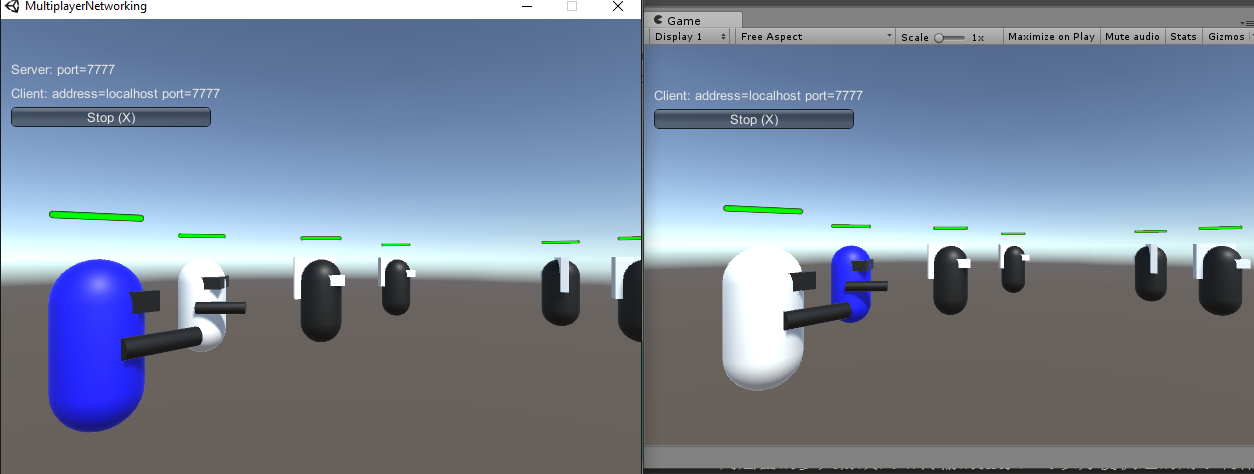 MultiplayerNetworking
Server: port=7777
Client: address=localhost port=7777
Stop (X)
Game
Display 1
Free Aspect
Scale
1x
Maximize on Play
Mute audio
Stats
Gizmos
Client: address=localhost port=7777
Stop (X)